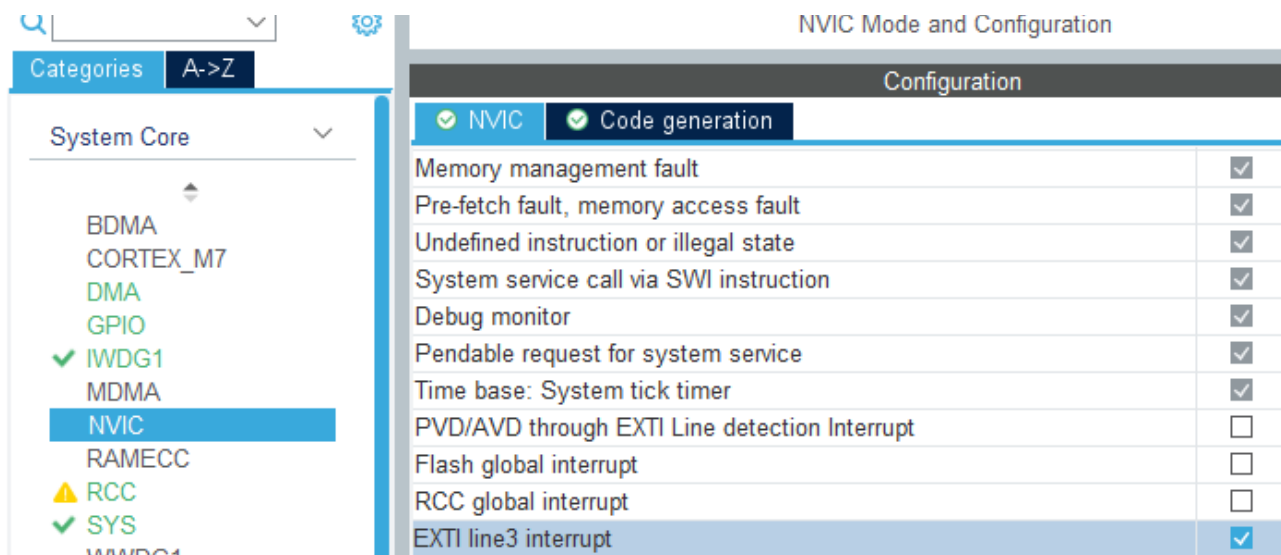 NVIC Mode and Configuration
Categories A->Z
Configuration
NVIC Code generation
System Core
BDMA
CORTEX_M7
DMA
GPIO
IWDG1
MDMA
NVIC
RAMECC
RCC
SYS
WWDG1
Memory management fault
Pre-fetch fault, memory access fault
Undefined instruction or illegal state
System service call via SWI instruction
Debug monitor
Pendable request for system service
Time base: System tick timer
PVD/AVD through EXTI Line detection Interrupt
Flash global interrupt
RCC global interrupt
EXTI line3 interrupt